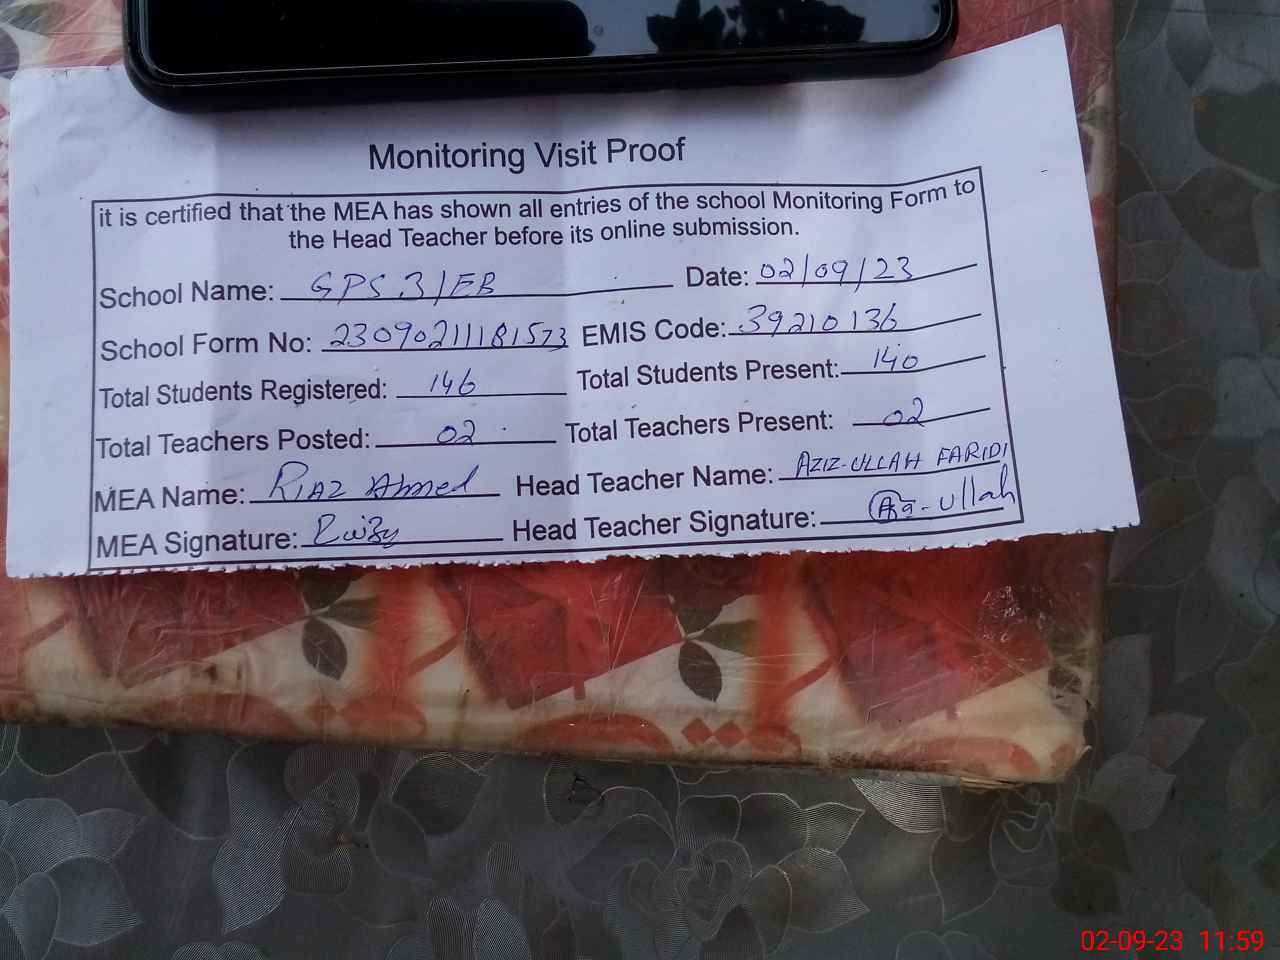 Monitoring Visit Proof
it is certified that the MEA has shown all entries of the school Monitoring Form to
the Head Teacher before its online submission.
School Name: GPS 3/EB Date: 02/09/23
School Form No: 23090211181573 EMIS Code: 39210136
Total Students Registered: 146 Total Students Present: 140
Total Teachers Posted: 02 Total Teachers Present: 02
MEA Name: Riaz Ahmed Head Teacher Name: AZIZ-ULLAH FARIDI
MEA Signature: Head Teacher Signature:
02-09-23 11:59